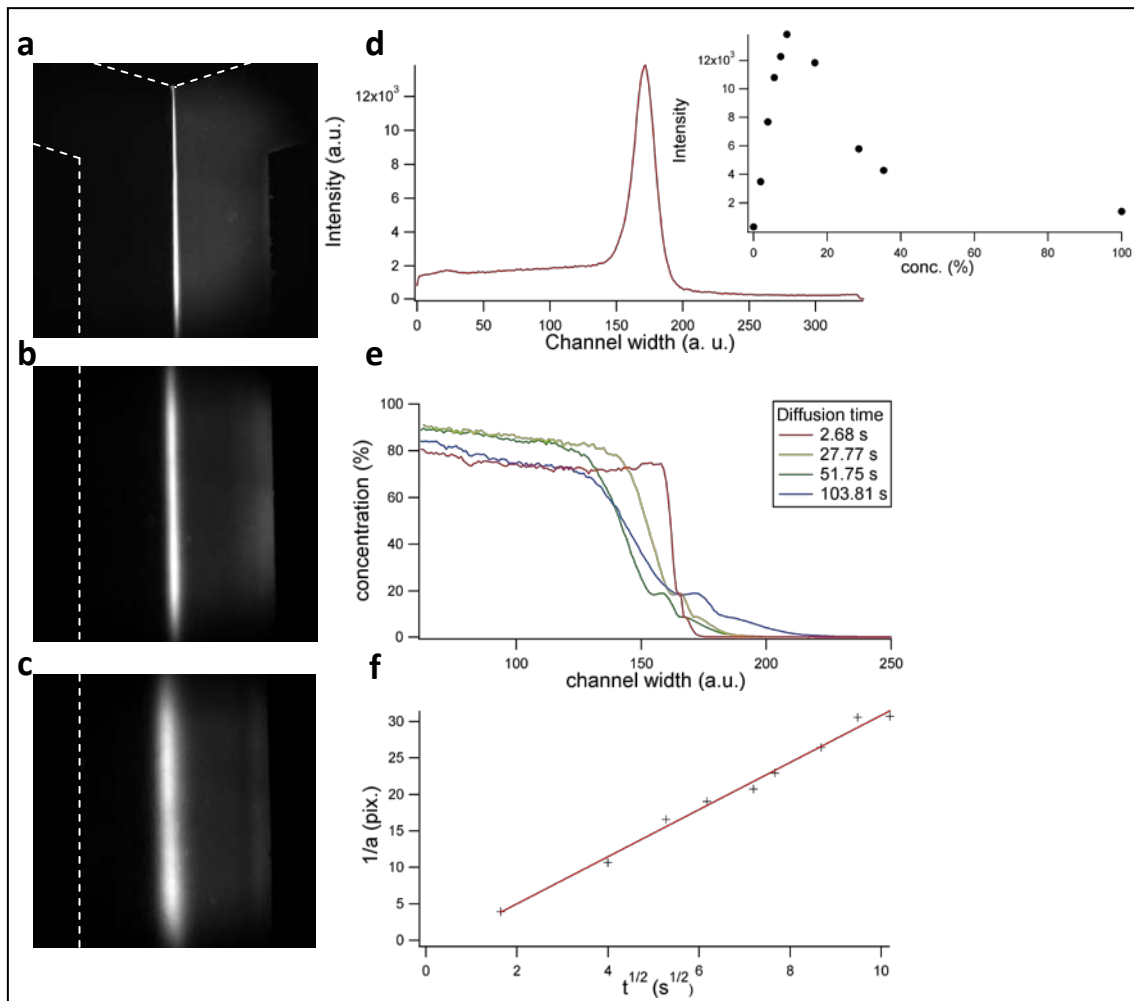 a
b
c
d
Intensity (a.u.)
12x10³
10
8
6
4
2
0
0
50
100
150
200
250
300
Channel width (a. u.)
Intensity
12x10³
10
8
6
4
2
0
20
40
60
80
100
conc. (%)
e
concentration (%)
100
80
60
40
20
0
100
150
200
250
channel width (a.u.)
Diffusion time
2.68 s
27.77 s
51.75 s
103.81 s
f
1/a (pix.)
30
25
20
15
10
5
0
0
2
4
6
8
10
t^1/2 (s^1/2)